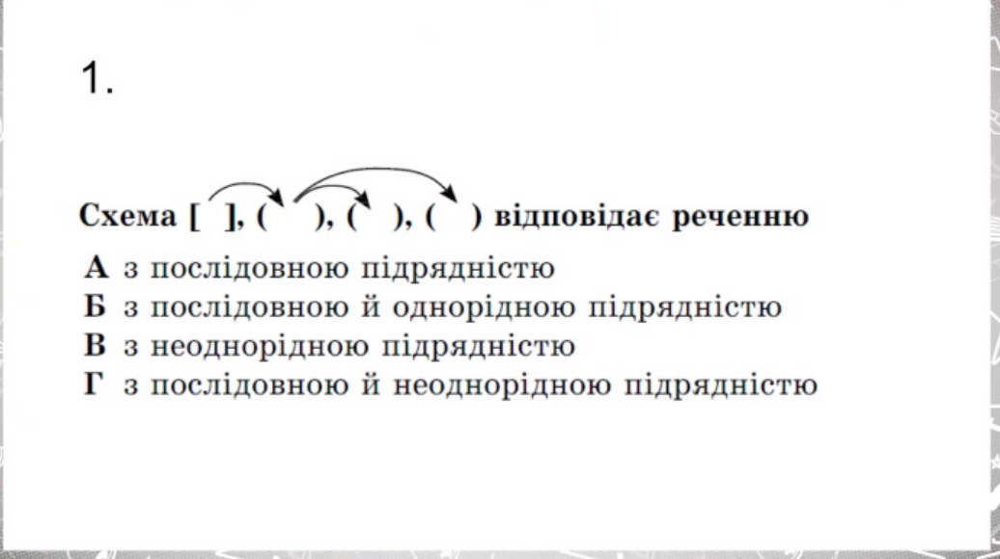 1.
Схема [ ], ( ), ( ), ( ) відповідає реченню
А з послідовною підрядністю
Б з послідовною й однорідною підрядністю
В з неоднорідною підрядністю
Г з послідовною й неоднорідною підрядністю